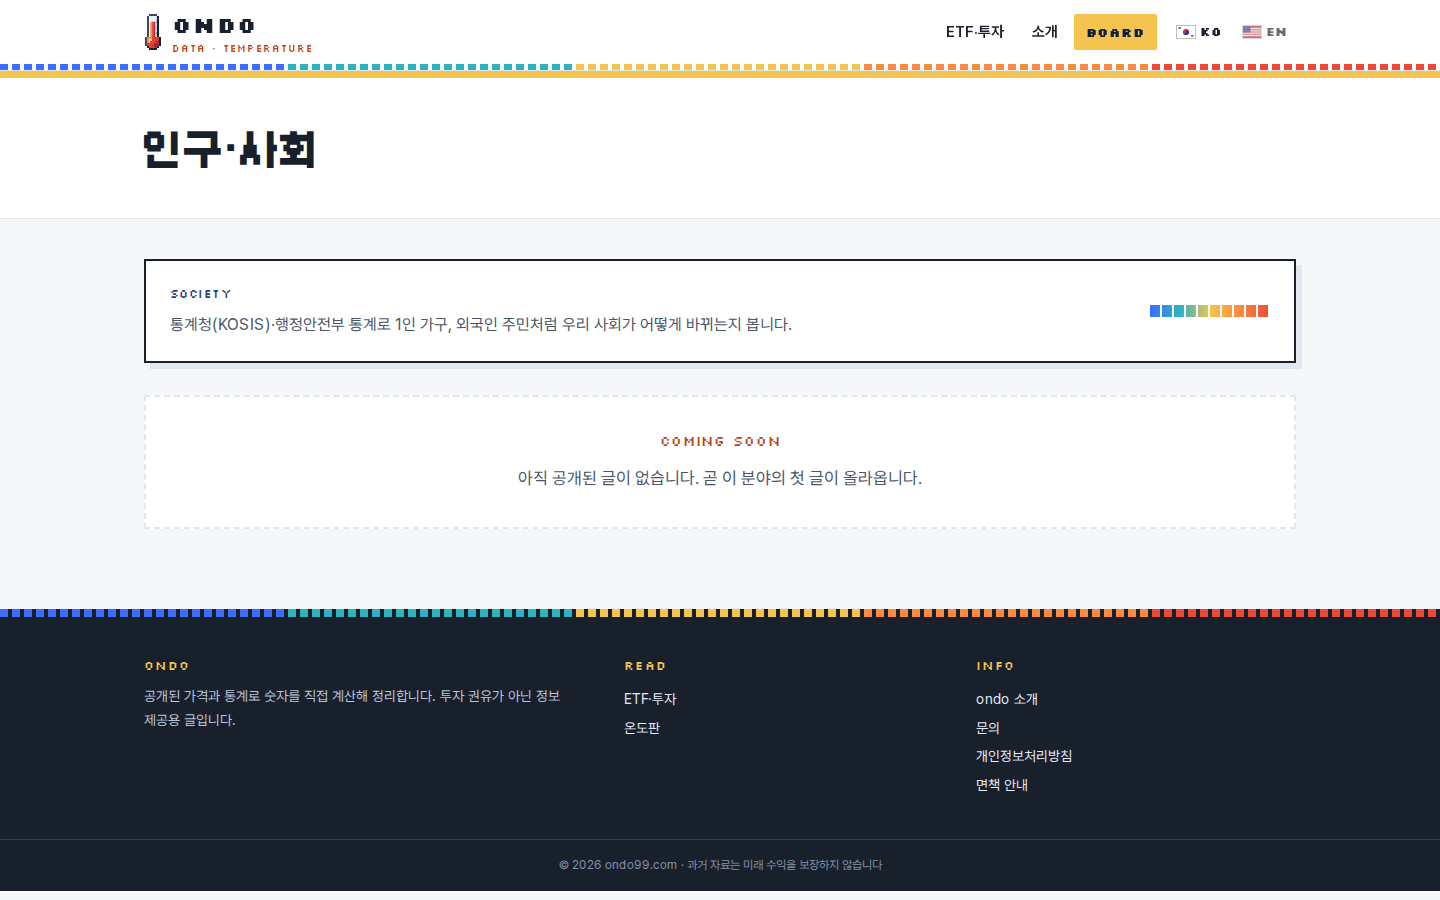 ONDO
DATA · TEMPERATURE
ETF·투자
소개
BOARD
KO
EN
인구·사회
SOCIETY
통계청(KOSIS)·행정안전부 통계로 1인 가구, 외국인 주민처럼 우리 사회가 어떻게 바뀌는지 봅니다.
COMING SOON
아직 공개된 글이 없습니다. 곧 이 분야의 첫 글이 올라옵니다.
ONDO
공개된 가격과 통계로 숫자를 직접 계산해 정리합니다. 투자 권유가 아닌 정보
제공용 글입니다.
READ
ETF·투자
온도판
INFO
ondo 소개
문의
개인정보처리방침
면책 안내
© 2026 ondo99.com · 과거 자료는 미래 수익을 보장하지 않습니다